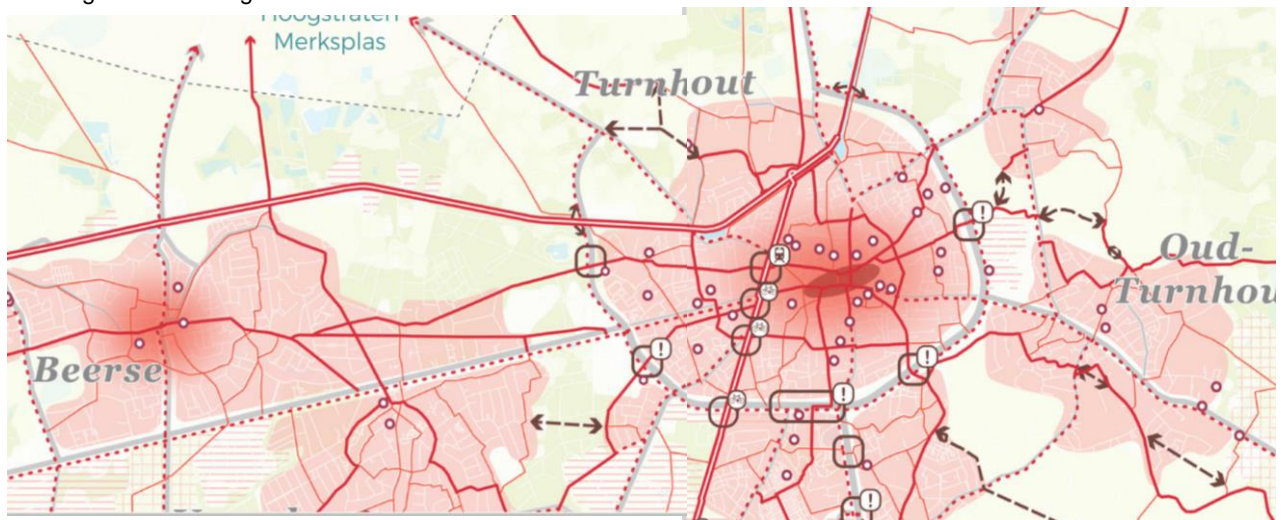 Hoogstraten
Merksplas
Turnhout
Oud-
Turnhou
Beerse
!
!
!
!
!